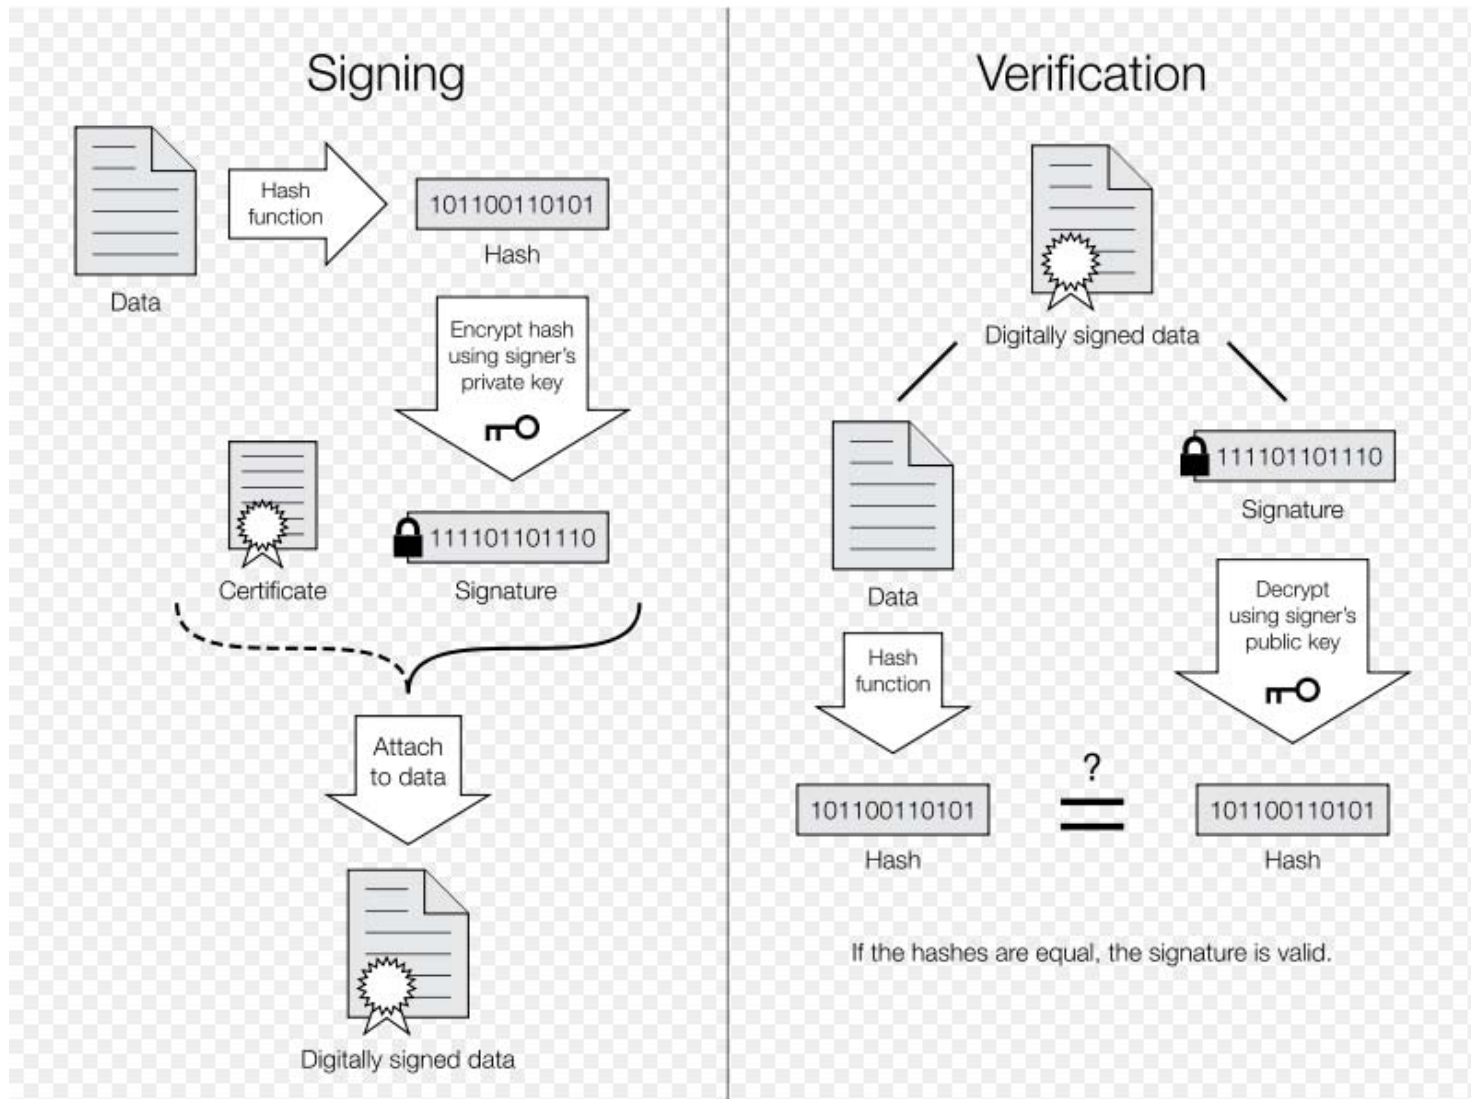 Signing
Hash
function
101100110101
Hash
Data
Encrypt hash
using signer's
private key
111101101110
Certificate
Signature
Attach
to data
Digitally signed data
Verification
Digitally signed data
111101101110
Signature
Data
Decrypt
using signer's
public key
Hash
function
?
101100110101
=
101100110101
Hash
Hash
If the hashes are equal, the signature is valid.